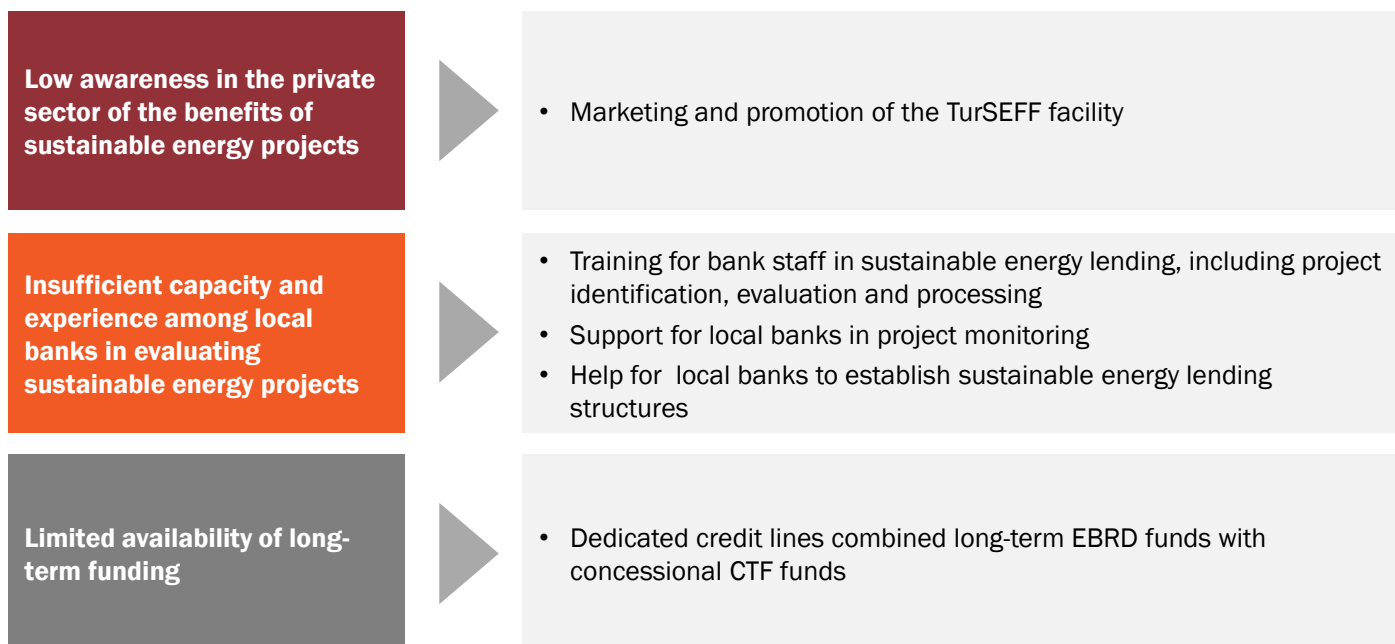 Low awareness in the private
sector of the benefits of
sustainable energy projects
• Marketing and promotion of the TurSEFF facility
Insufficient capacity and
experience among local
banks in evaluating
sustainable energy projects
• Training for bank staff in sustainable energy lending, including project
identification, evaluation and processing
• Support for local banks in project monitoring
• Help for  local banks to establish sustainable energy lending
structures
Limited availability of long-
term funding
• Dedicated credit lines combined long-term EBRD funds with
concessional CTF funds